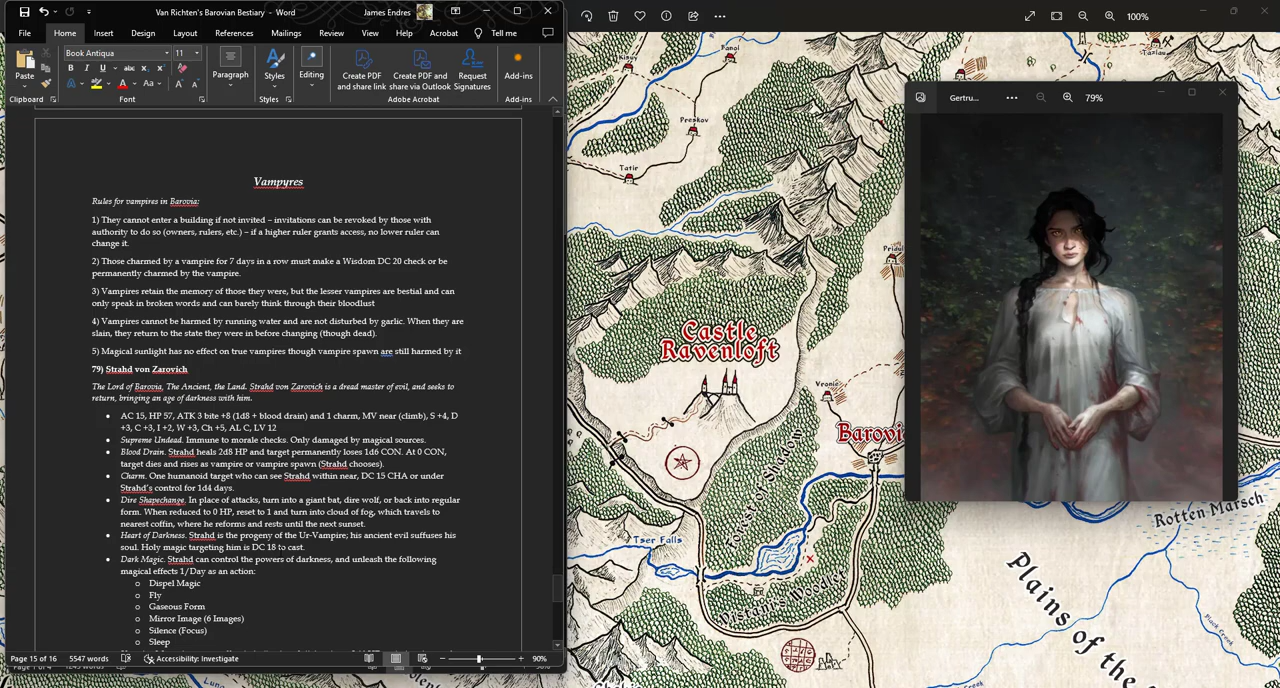 Van Richten's Barovian Bestiary - Word
James Endres
File Home Insert Draw Design Layout References Mailings Review View Help Acrobat Tell me
Paste
Clipboard
Book Antiqua 11
B I U abc x x
A A Aa A A
Font
Paragraph
Styles
Styles
Editing
Create PDF and share link
Create PDF and share via Outlook
Request Signatures
Adobe Acrobat
Add-ins
Add-ins
Vampyres
Rules for vampires in Barovia:
1) They cannot enter a building if not invited – invitations can be revoked by those with
authority to do so (owners, rulers, etc.) – if a higher ruler grants access, no lower ruler can
change it.
2) Those charmed by a vampire for 7 days in a row must make a Wisdom DC 20 check or be
permanently charmed by the vampire.
3) Vampires retain the memory of those they were, but the lesser vampires are bestial and can
only speak in broken words and can barely think through their bloodlust
4) Vampires cannot be harmed by running water and are not disturbed by garlic. When they are
slain, they return to the state they were in before changing (though dead).
5) Magical sunlight has no effect on true vampires though vampire spawn are still harmed by it
79) Strahd von Zarovich
The Lord of Barovia, The Ancient, the Land. Strahd von Zarovich is a dread master of evil, and seeks to
return, bringing an age of darkness with him.
• AC 15, HP 57, ATK 3 bite +8 (1d8 + blood drain) and 1 charm, MV near (climb), S +4, D
+3, C +3, I +2, W +3, Ch +5, AL C, LV 12
• Supreme Undead. Immune to morale checks. Only damaged by magical sources.
• Blood Drain. Strahd heals 2d8 HP and target permanently loses 1d6 CON. At 0 CON,
target dies and rises as vampire or vampire spawn (Strahd chooses).
• Charm. One humanoid target who can see Strahd within near, DC 15 CHA or under
Strahd's control for 1d4 days.
• Dire Shapechange. In place of attacks, turn into a giant bat, dire wolf, or back into regular
form. When reduced to 0 HP, reset to 1 and turn into cloud of fog, which travels to
nearest coffin, where he reforms and rests until the next sunset.
• Heart of Darkness. Strahd is the progeny of the Ur-Vampire; his ancient evil suffuses his
soul. Holy magic targeting him is DC 18 to cast.
• Dark Magic. Strahd can control the powers of darkness, and unleash the following
magical effects 1/Day as an action:
o Dispel Magic
o Fly
o Gaseous Form
o Mirror Image (6 Images)
o Silence (Focus)
o Sleep
Page 15 of 16 5547 words Accessibility: Investigate 90%
100%
Panol
Preskov
Tatir
Castle
Ravenloft
Vronic
Barovi
Tser Falls
Rotten Marsch
Plains of the
Black Creek
Gertru... 79%